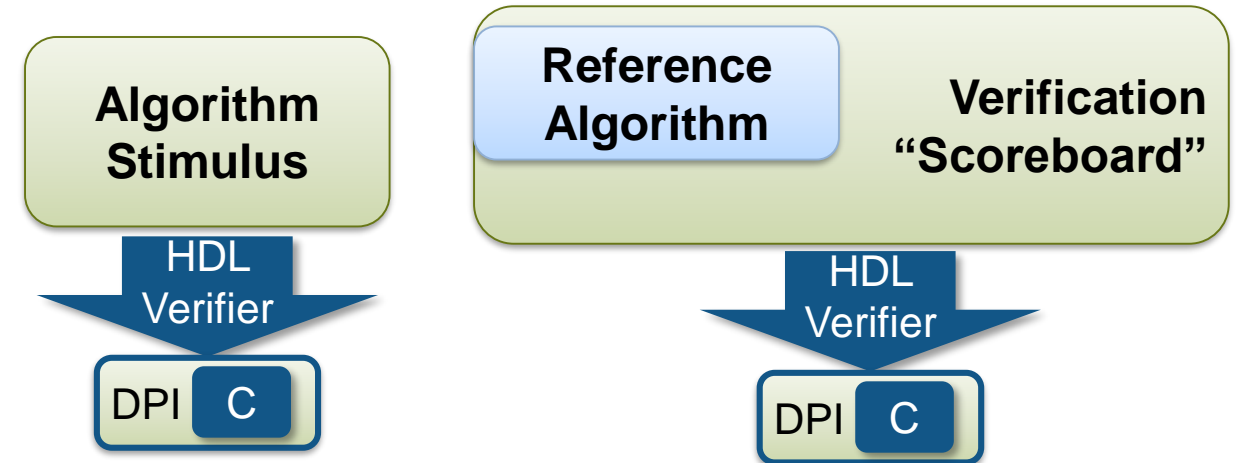 Algorithm
Stimulus
HDL
Verifier
DPI C
Reference
Algorithm
Verification
“Scoreboard”
HDL
Verifier
DPI C